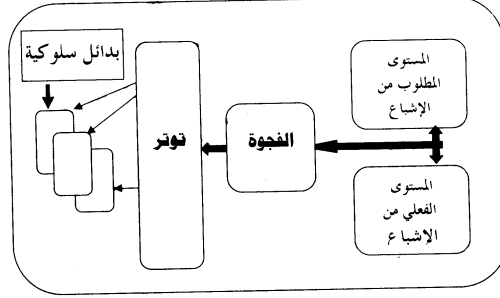 بدائل سلوكية
المستوى
المطلوب من
الإشباع
توتر
الفجوة
المستوى
الفعلي من
الإشباع